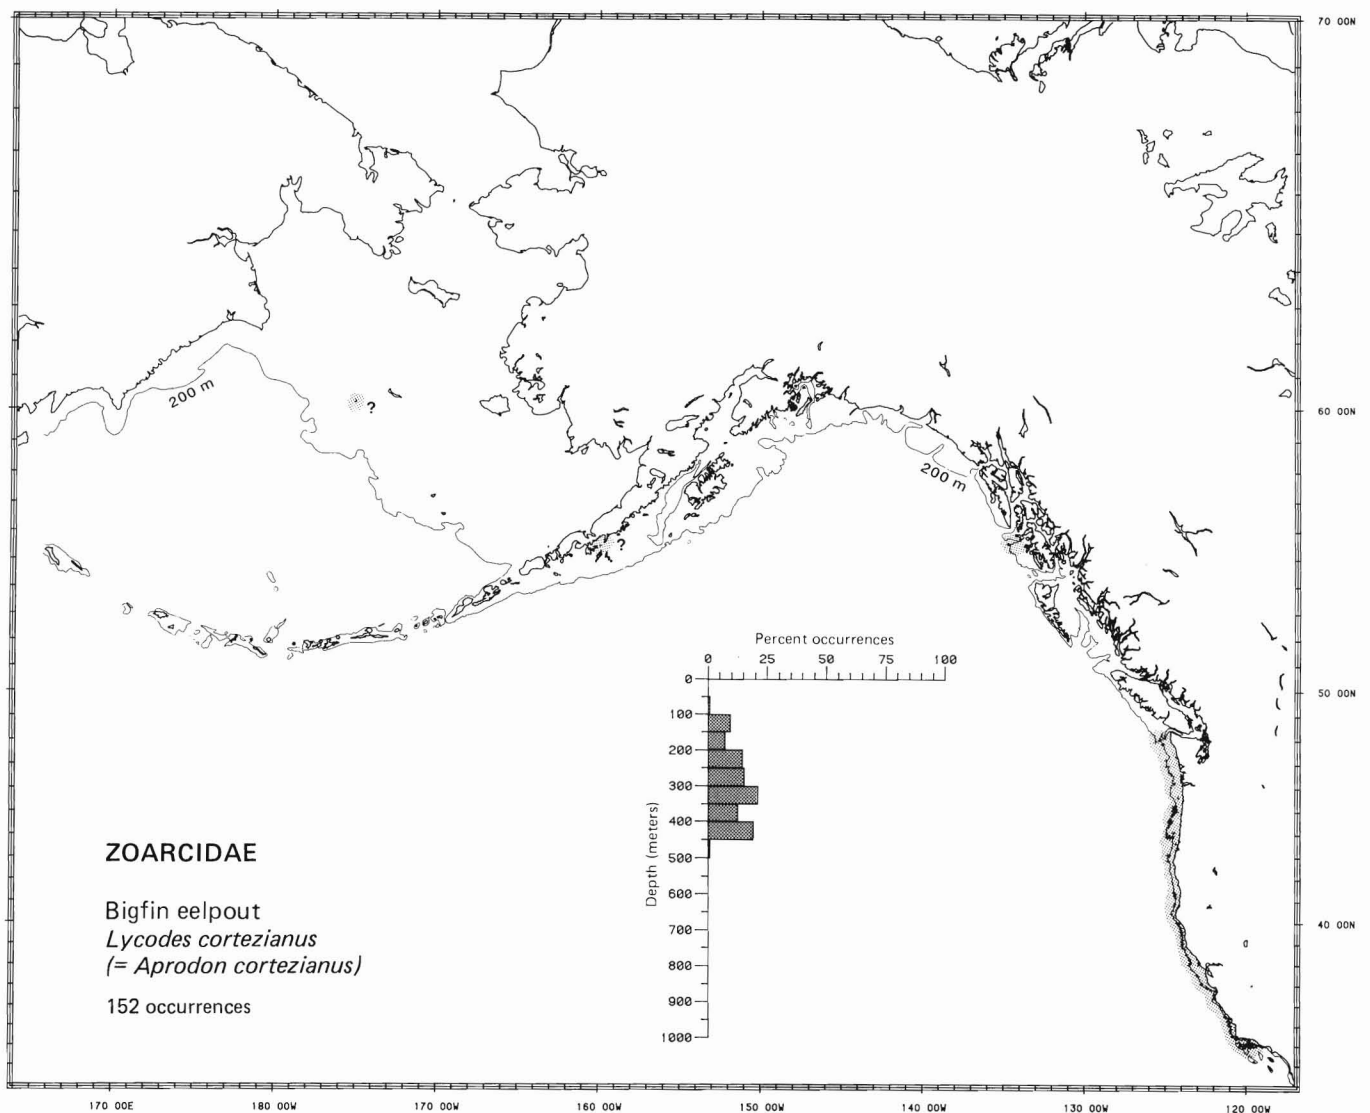 70 00N
200 m
?
60 00N
200 m
?
Percent occurrences
0 25 50 75 100
0
50 00N
100
200
300
400
500
600
700
800
900
1000
Depth (meters)
ZOARCIDAE
Bigfin eelpout
Lycodes cortezianus
(= Aprodon cortezianus)
152 occurrences
40 00N
170 00E 180 00W 170 00W 160 00W 150 00W 140 00W 130 00W 120 00W